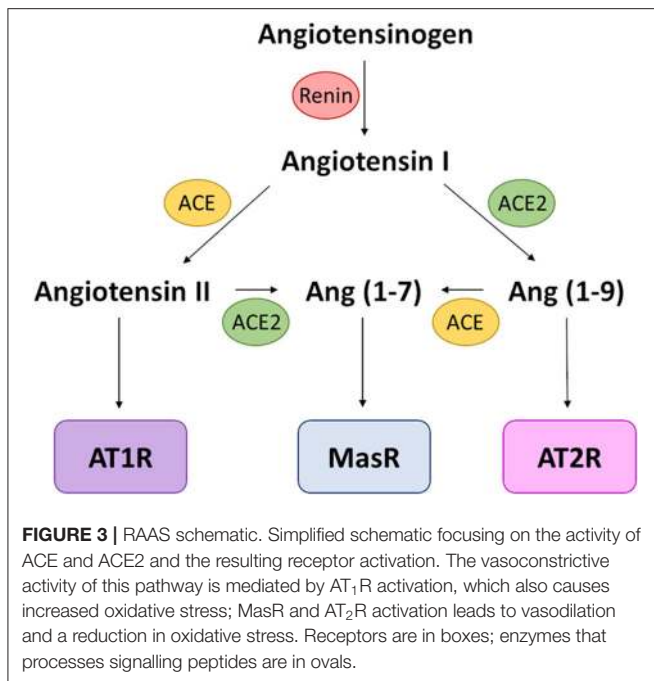 Angiotensinogen
Renin
Angiotensin I
ACE
ACE2
Angiotensin II
Ang (1-7)
Ang (1-9)
ACE2
ACE
AT1R
MasR
AT2R
FIGURE 3 | RAAS schematic. Simplified schematic focusing on the activity of
ACE and ACE2 and the resulting receptor activation. The vasoconstrictive
activity of this pathway is mediated by AT₁R activation, which also causes
increased oxidative stress; MasR and AT₂R activation leads to vasodilation
and a reduction in oxidative stress. Receptors are in boxes; enzymes that
processes signalling peptides are in ovals.